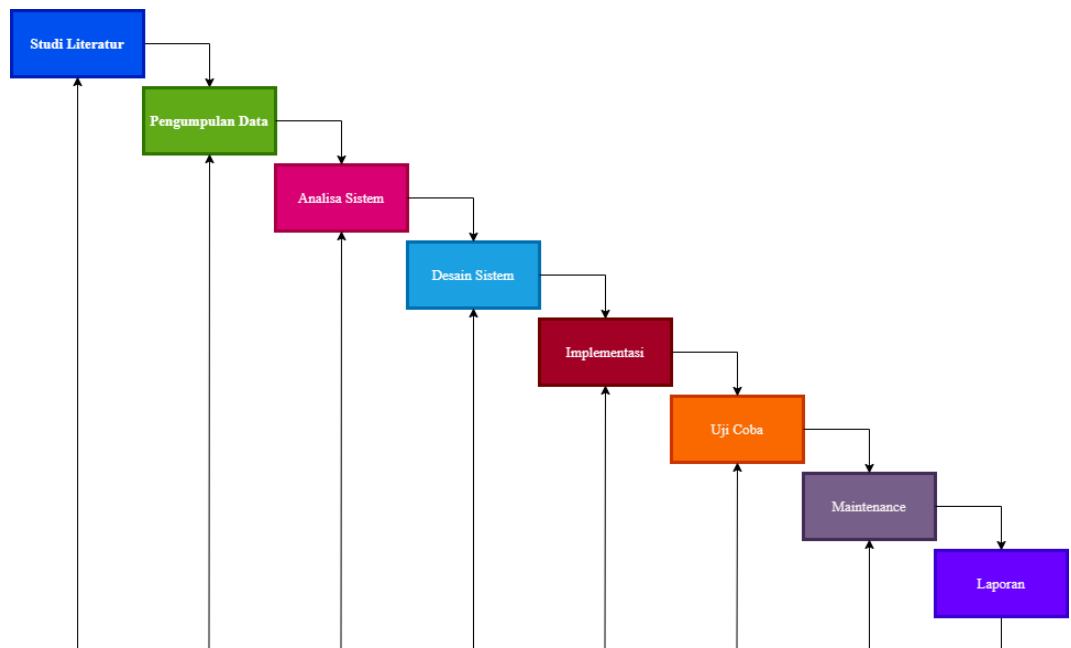 Studi Literatur
Pengumpulan Data
Analisa Sistem
Desain Sistem
Implementasi
Uji Coba
Maintenance
Laporan